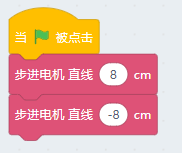 当 被点击
步进电机 直线 8 cm
步进电机 直线 -8 cm